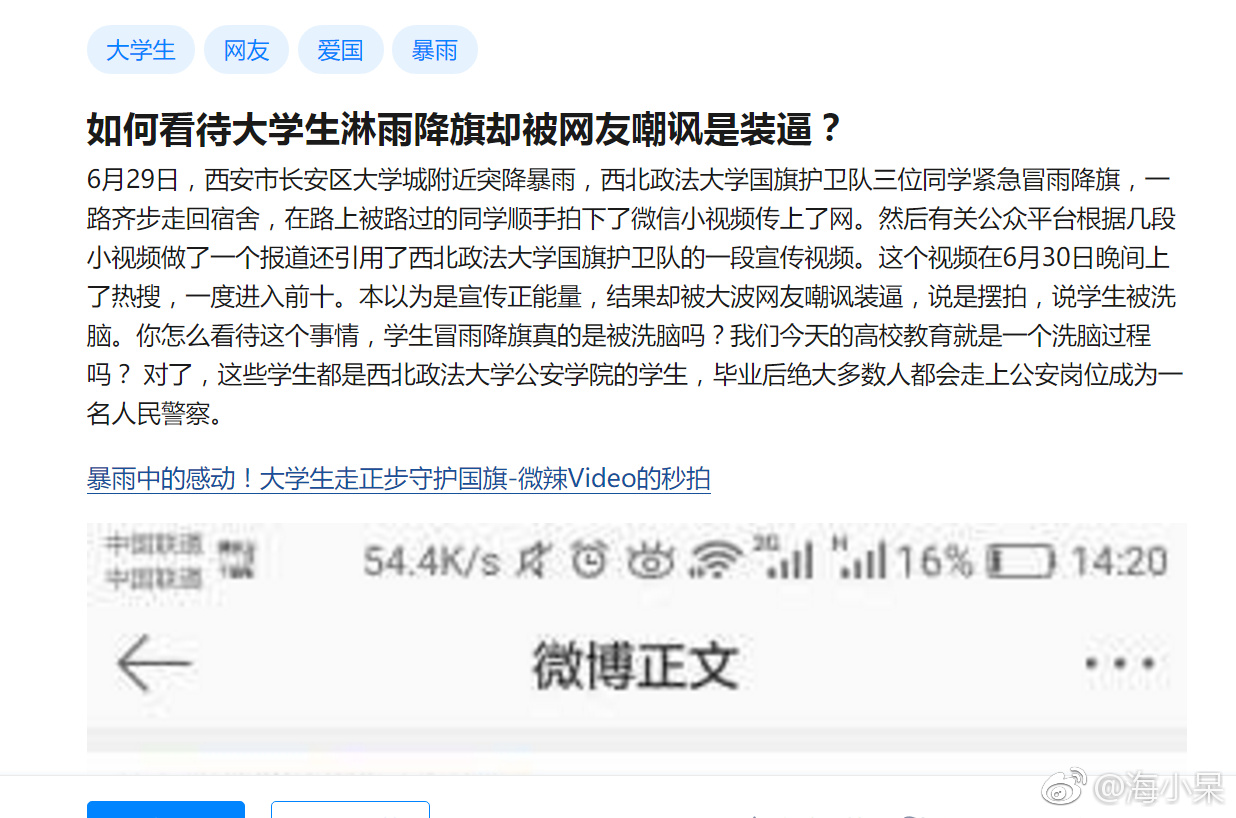 大学生 网友 爱国 暴雨
如何看待大学生淋雨降旗却被网友嘲讽是装逼？
6月29日，西安市长安区大学城附近突降暴雨，西北政法大学国旗护卫队三位同学紧急冒雨降旗，一
路齐步走回宿舍，在路上被路过的同学顺手拍下了微信小视频传上了网。然后有关公众平台根据几段
小视频做了一个报道还引用了西北政法大学国旗护卫队的一段宣传视频。这个视频在6月30日晚间上
了热搜，一度进入前十。本以为是宣传正能量，结果却被大波网友嘲讽装逼，说是摆拍，说学生被洗
脑。你怎么看待这个事情，学生冒雨降旗真的是被洗脑吗？我们今天的高校教育就是一个洗脑过程
吗？ 对了，这些学生都是西北政法大学公安学院的学生，毕业后绝大多数人都会走上公安岗位成为一
名人民警察。
暴雨中的感动！大学生走正步守护国旗-微辣Video的秒拍
中国联通 54.4K/s 2G H 16% 14:20
中国联通
微博正文
@海小呆